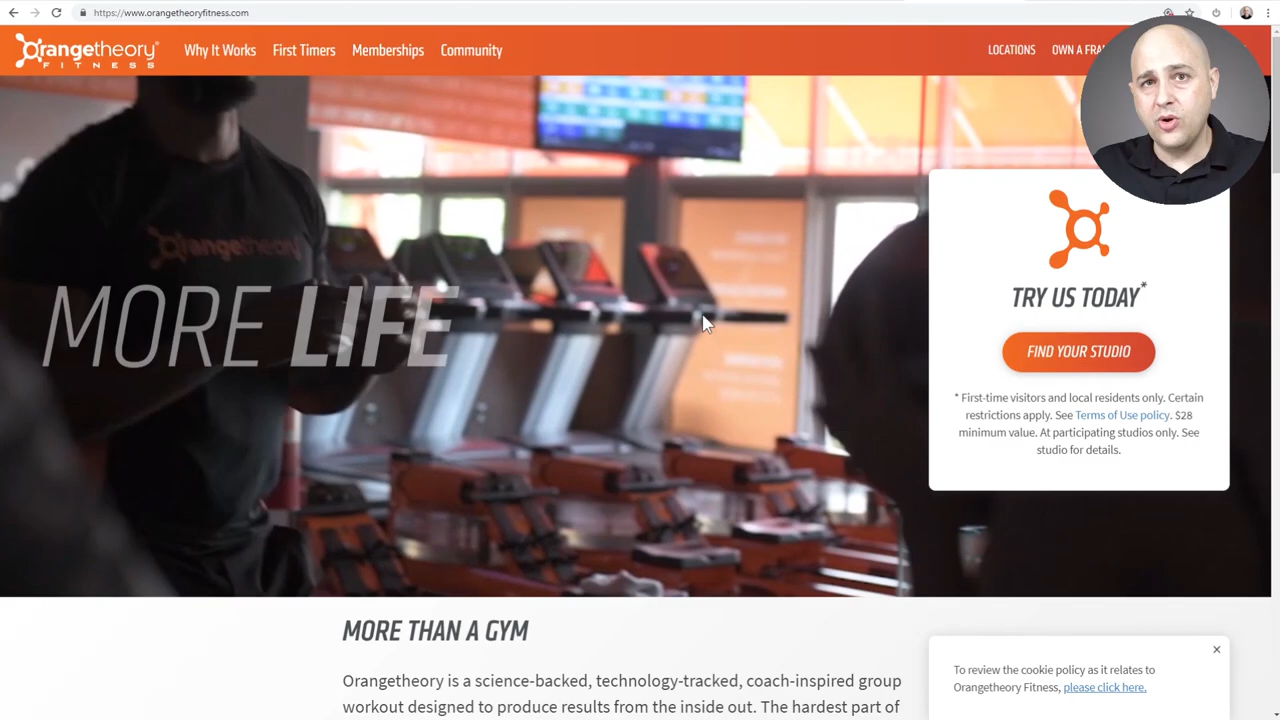 https://www.orangetheoryfitness.com
Orangetheory®
FITNESS
Why It Works
First Timers
Memberships
Community
LOCATIONS
OWN A FRA
Orangetheory
MORE LIFE
TRY US TODAY*
FIND YOUR STUDIO
* First-time visitors and local residents only. Certain
restrictions apply. See Terms of Use policy. $28
minimum value. At participating studios only. See
studio for details.
MORE THAN A GYM
Orangetheory is a science-backed, technology-tracked, coach-inspired group
workout designed to produce results from the inside out. The hardest part of
×
To review the cookie policy as it relates to
Orangetheory Fitness, please click here.